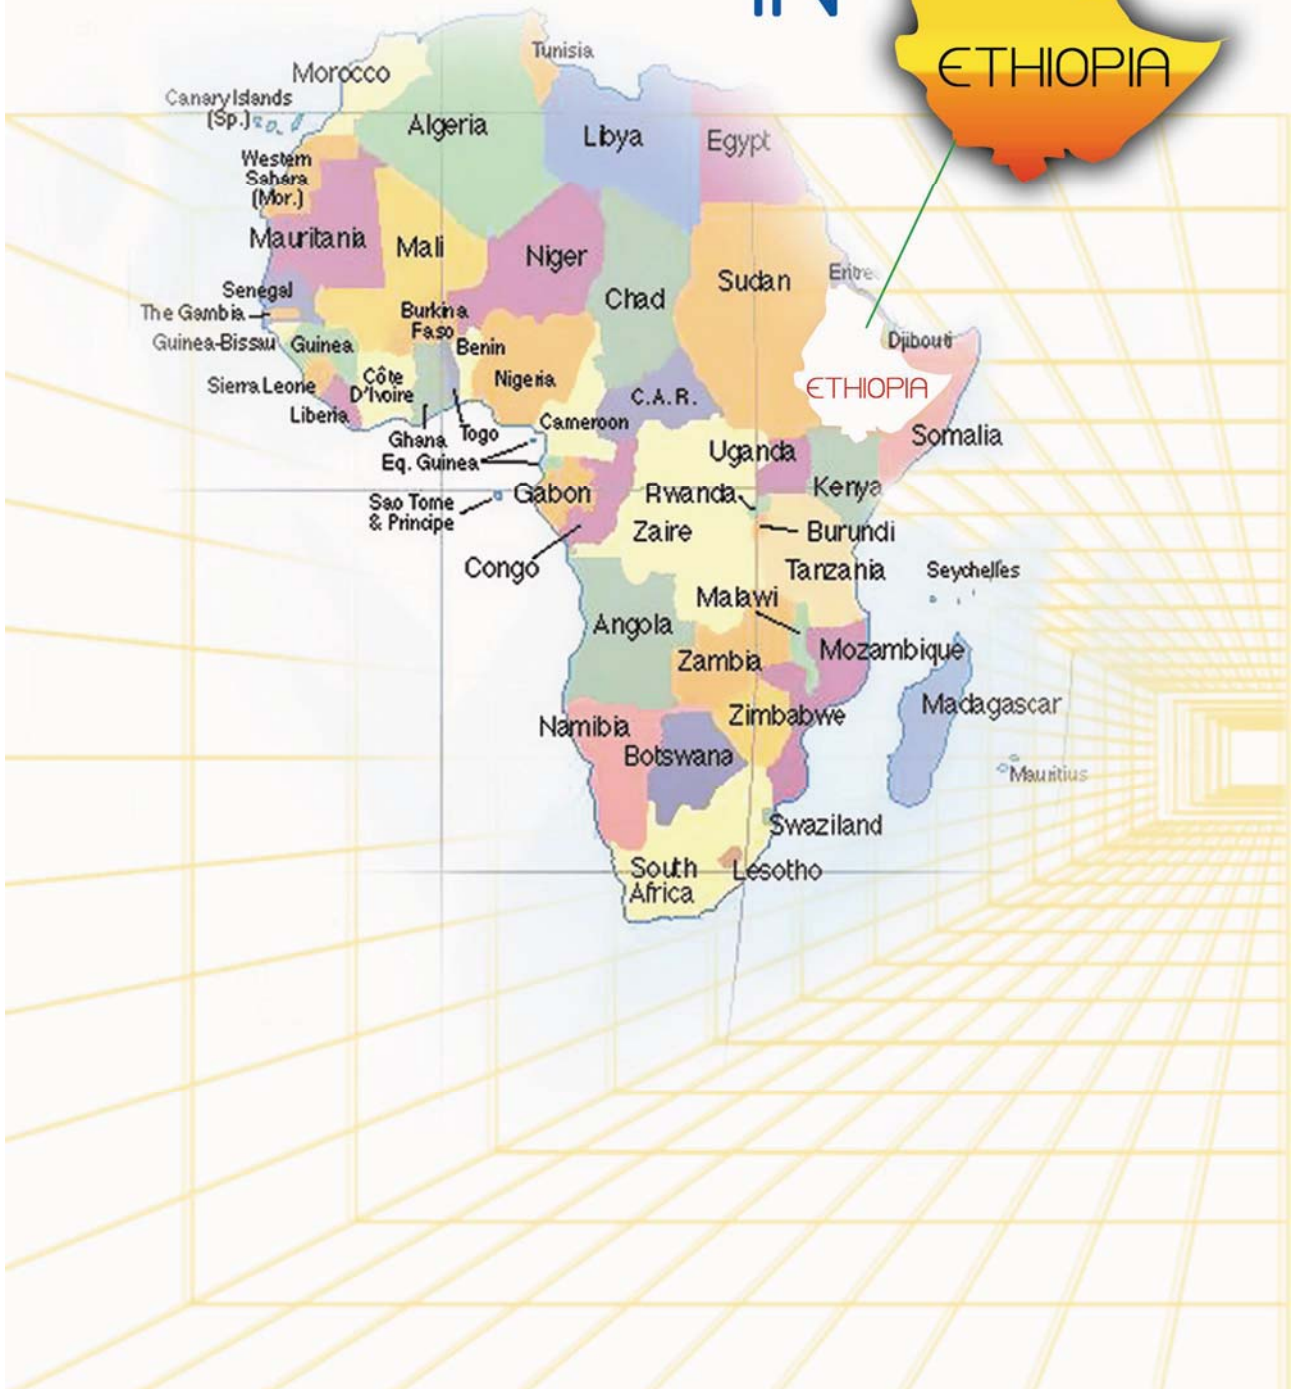 IN
ETHIOPIA
Tunisia
Morocco
Canary Islands
(Sp.)
Algeria
Libya
Egypt
Western
Sahara
(Mor.)
Mauritania
Mali
Niger
Chad
Sudan
Eritre
Senegal
The Gambia
Burkina
Faso
Guinea-Bissau
Guinea
Benin
Djibouti
Sierra Leone
Côte
D'Ivoire
Nigeria
C.A.R.
ETHIOPIA
Liberia
Ghana
Togo
Cameroon
Somalia
Eq. Guinea
Uganda
Kenya
Sao Tome
& Principe
Gabon
Rwanda
Zaire
Burundi
Congo
Tanzania
Seychelles
Malawi
Angola
Zambia
Mozambique
Namibia
Zimbabwe
Madagascar
Botswana
Mauritius
Swaziland
South
Africa
Lesotho